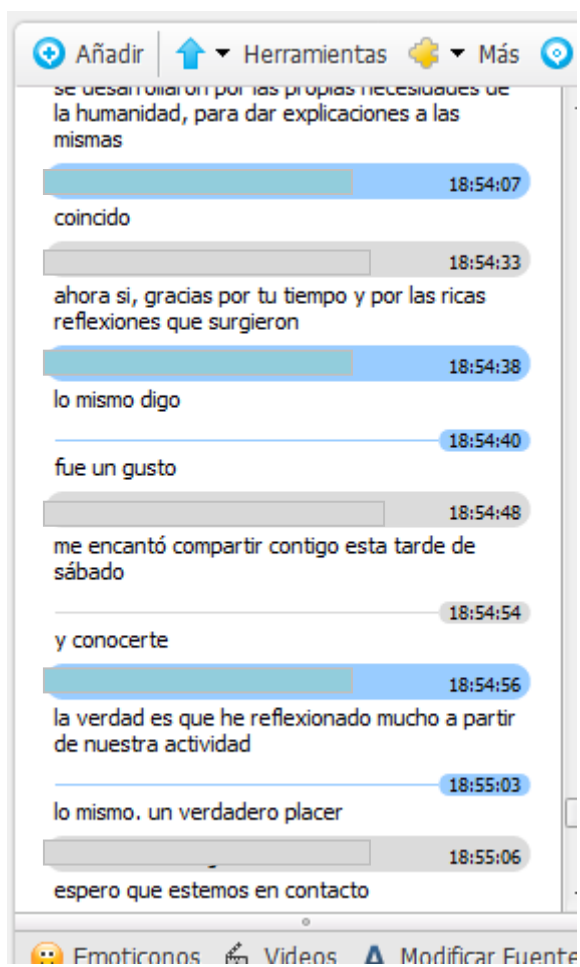 Añadir Herramientas Más
se desarrollaron por las propias necesidades de
la humanidad, para dar explicaciones a las
mismas
18:54:07
coincido
18:54:33
ahora si, gracias por tu tiempo y por las ricas
reflexiones que surgieron
18:54:38
lo mismo digo
18:54:40
fue un gusto
18:54:48
me encantó compartir contigo esta tarde de
sábado
18:54:54
y conocerte
18:54:56
la verdad es que he reflexionado mucho a partir
de nuestra actividad
18:55:03
lo mismo. un verdadero placer
18:55:06
espero que estemos en contacto
Emoticonos Videos A Modificar Fuente